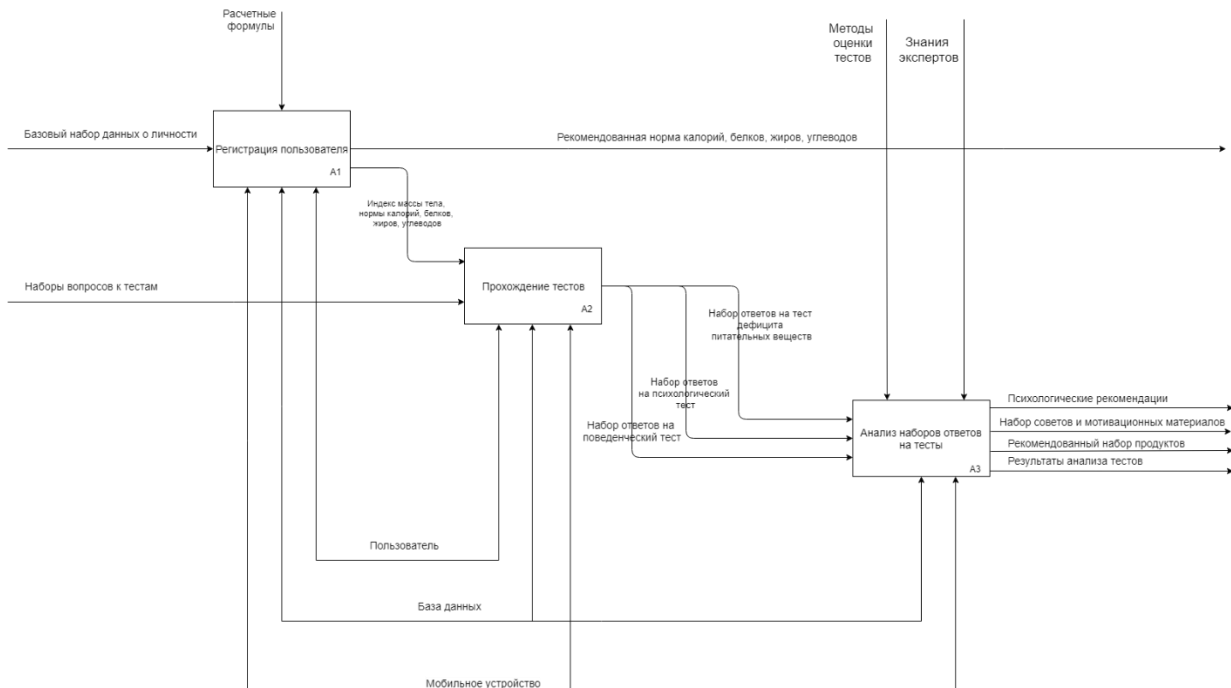 Расчетные
формулы
Методы
оценки
тестов
Знания
экспертов
Базовый набор данных о личности
Регистрация пользователя
A1
Рекомендованная норма калорий, белков, жиров, углеводов
Индекс массы тела,
нормы калорий, белков,
жиров, углеводов
Наборы вопросов к тестам
Прохождение тестов
A2
Набор ответов на тест
дефицита
питательных веществ
Набор ответов
на психологический
тест
Набор ответов на
поведенческий тест
Анализ наборов ответов
на тесты
A3
Психологические рекомендации
Набор советов и мотивационных материалов
Рекомендованный набор продуктов
Результаты анализа тестов
Пользователь
База данных
Мобильное устройство